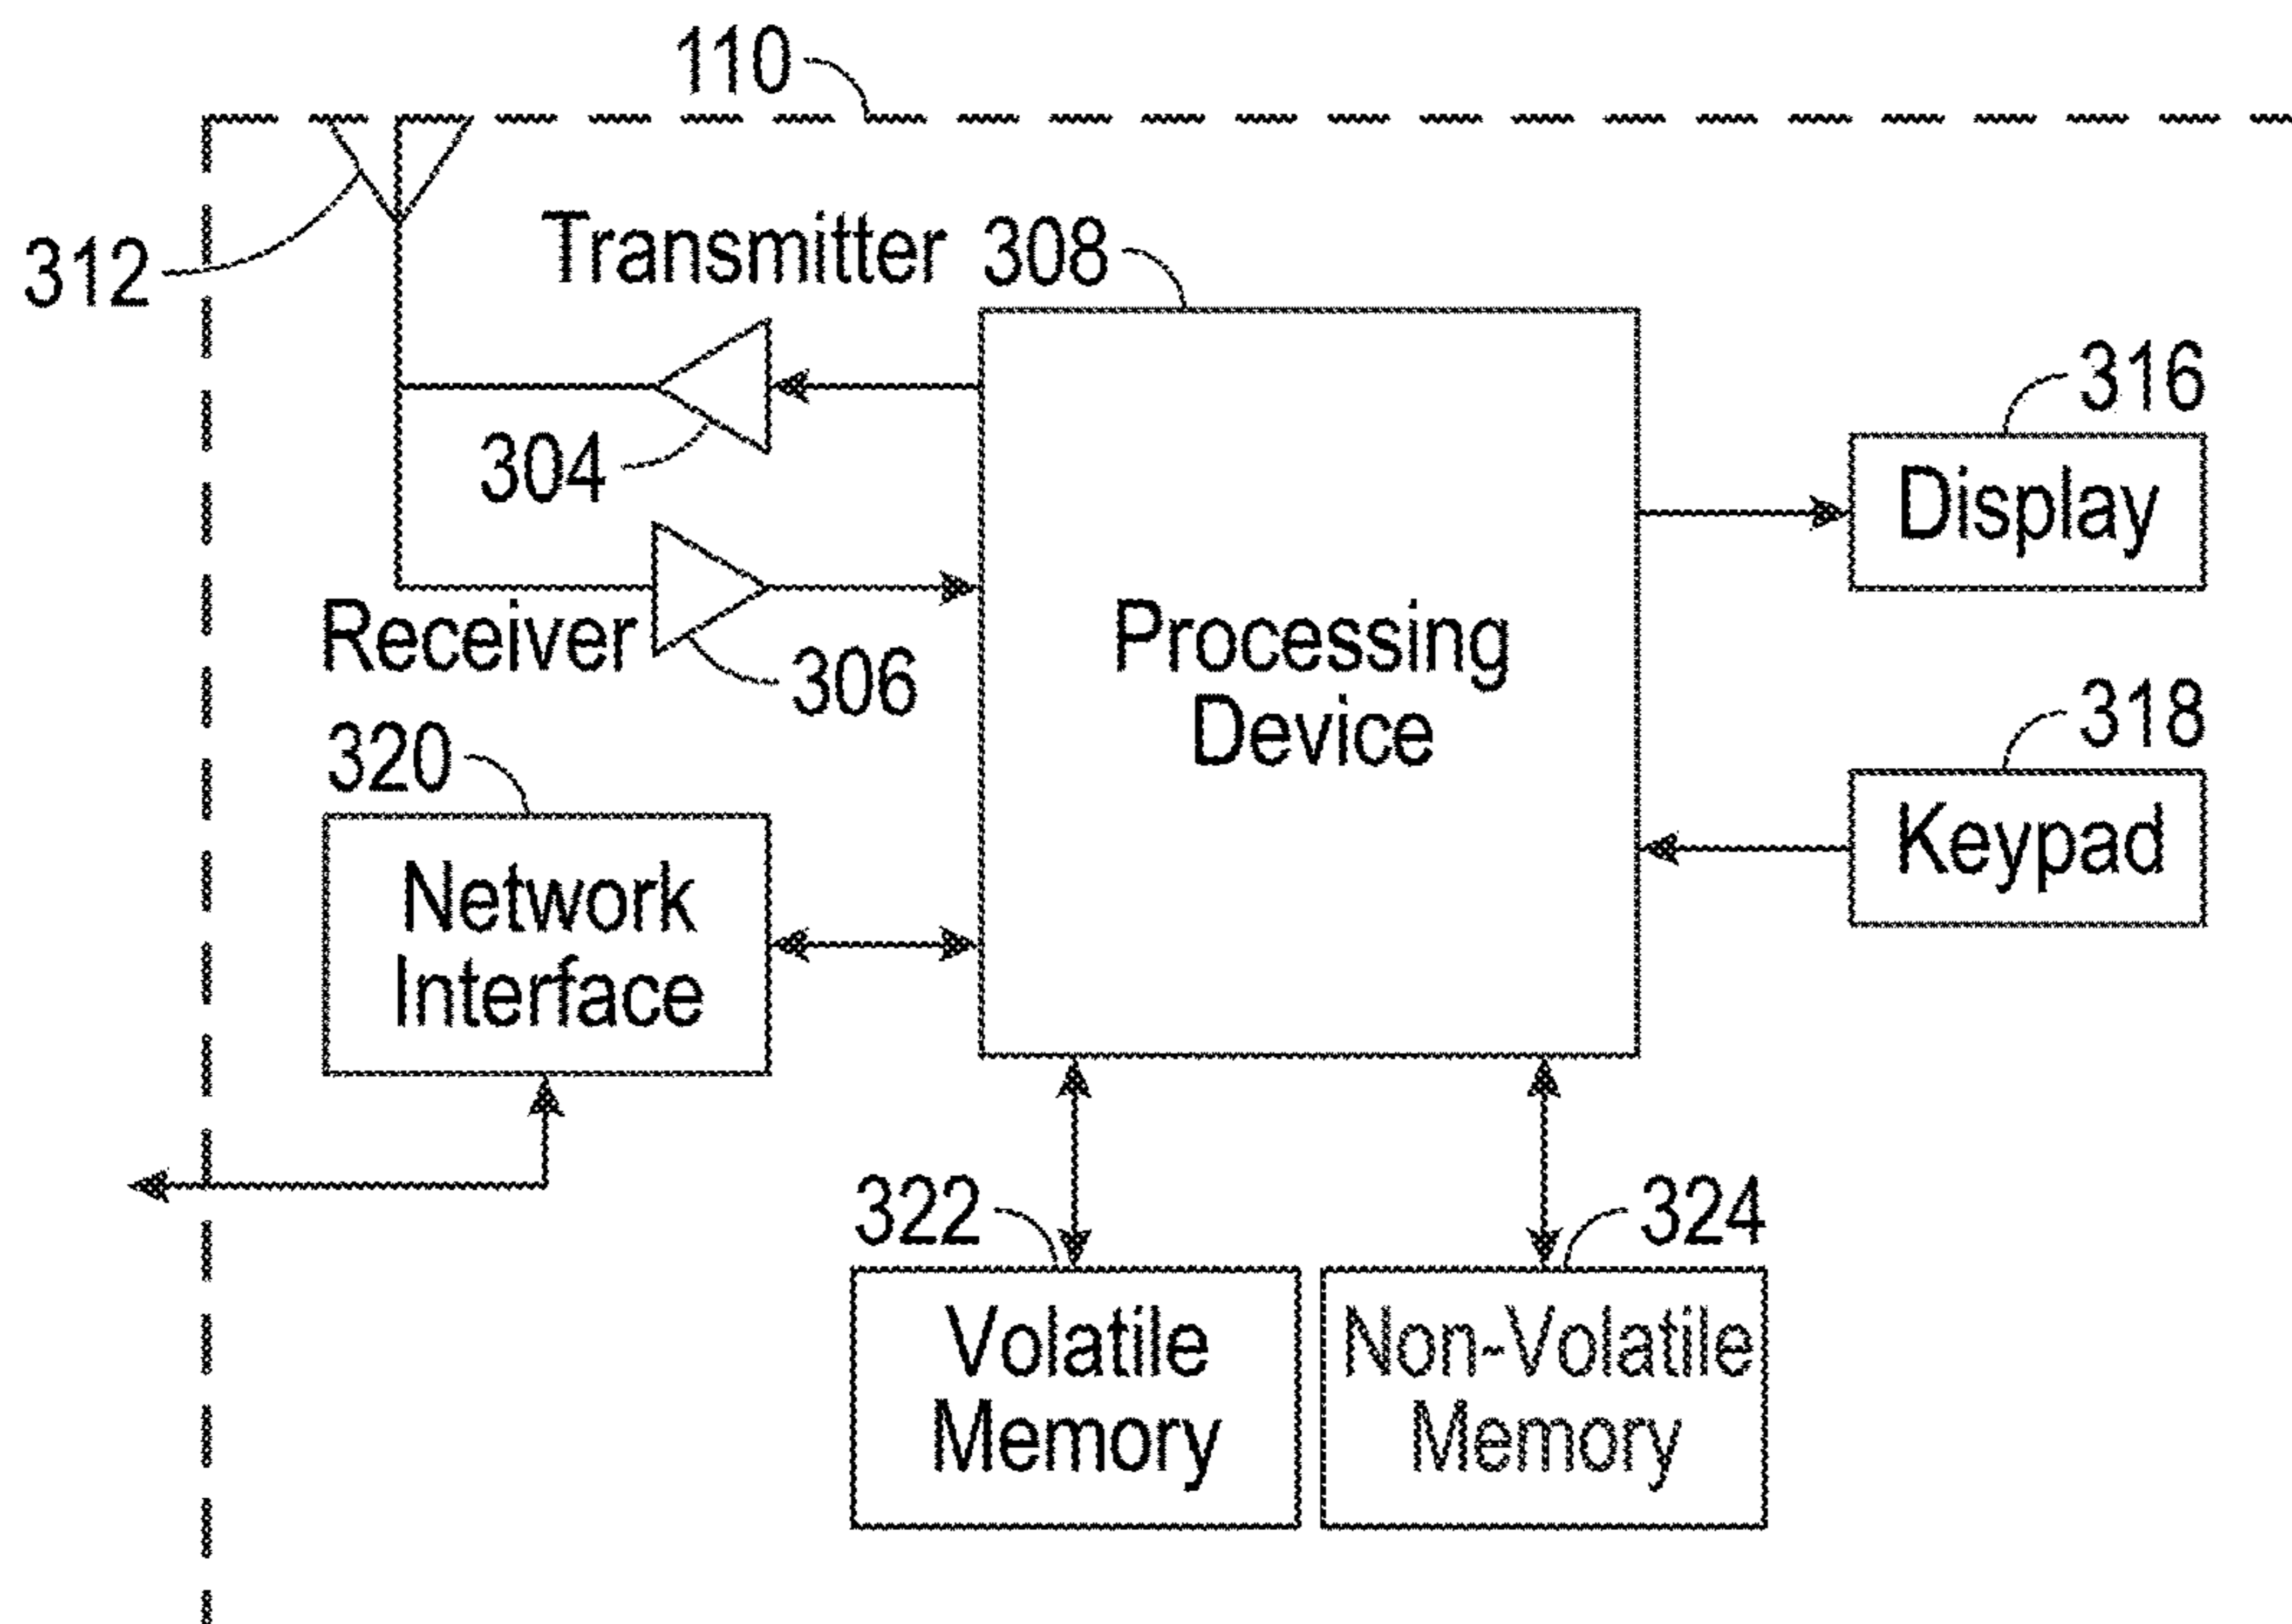 110
312
Transmitter 308
316
304
Display
Receiver
306
Processing
Device
318
320
Keypad
Network
Interface
322
324
Volatile
Memory
Non-Volatile
Memory